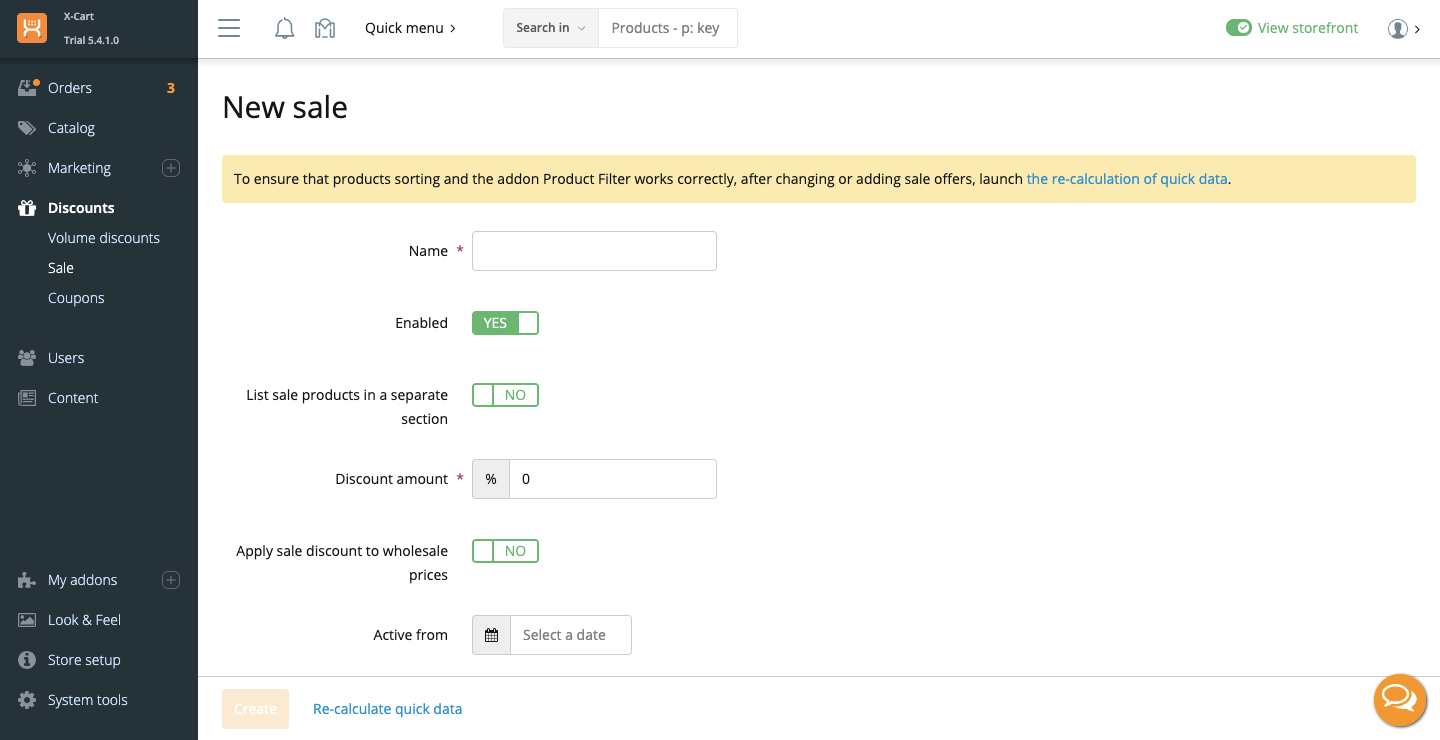 X-Cart
Trial 5.4.1.0
Quick menu
Search in
Products - p: key
View storefront
Orders
3
Catalog
Marketing
Discounts
Volume discounts
Sale
Coupons
Users
Content
My addons
Look & Feel
Store setup
System tools
New sale
To ensure that products sorting and the addon Product Filter works correctly, after changing or adding sale offers, launch the re-calculation of quick data.
Name *
Enabled
YES
List sale products in a separate
section
NO
Discount amount *
% 0
Apply sale discount to wholesale
prices
NO
Active from
Select a date
Create
Re-calculate quick data